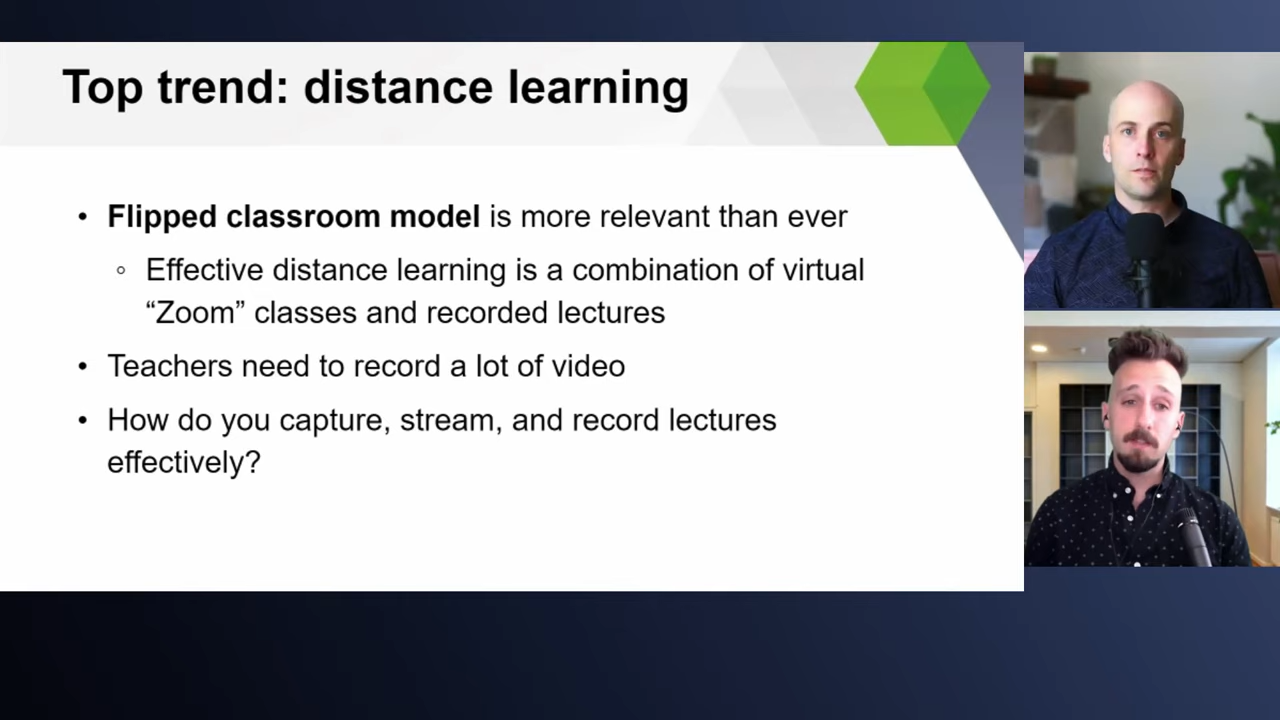 Top trend: distance learning
• Flipped classroom model is more relevant than ever
◦ Effective distance learning is a combination of virtual
“Zoom” classes and recorded lectures
• Teachers need to record a lot of video
• How do you capture, stream, and record lectures
effectively?